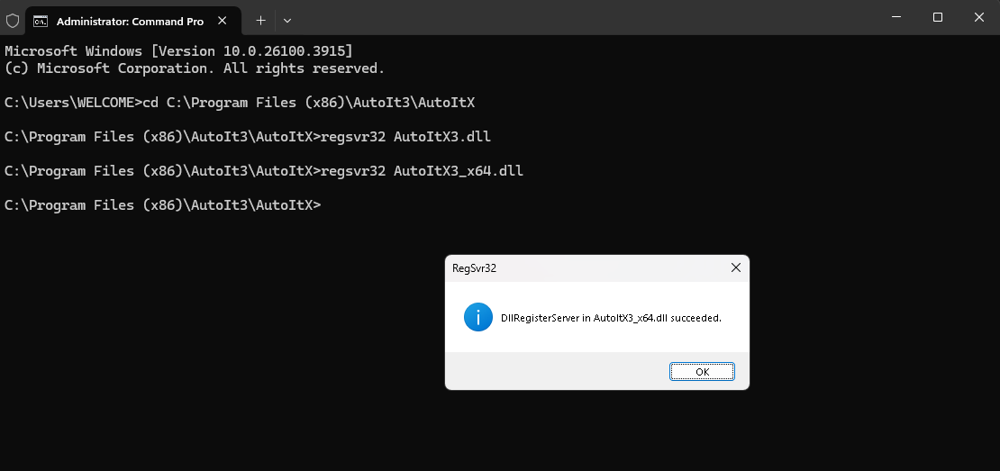 Administrator: Command Pro
Microsoft Windows [Version 10.0.26100.3915]
(c) Microsoft Corporation. All rights reserved.
C:\Users\WELCOME>cd C:\Program Files (x86)\AutoIt3\AutoItX
C:\Program Files (x86)\AutoIt3\AutoItX>regsvr32 AutoItX3.dll
C:\Program Files (x86)\AutoIt3\AutoItX>regsvr32 AutoItX3_x64.dll
C:\Program Files (x86)\AutoIt3\AutoItX>
RegSvr32
DllRegisterServer in AutoItX3_x64.dll succeeded.
OK